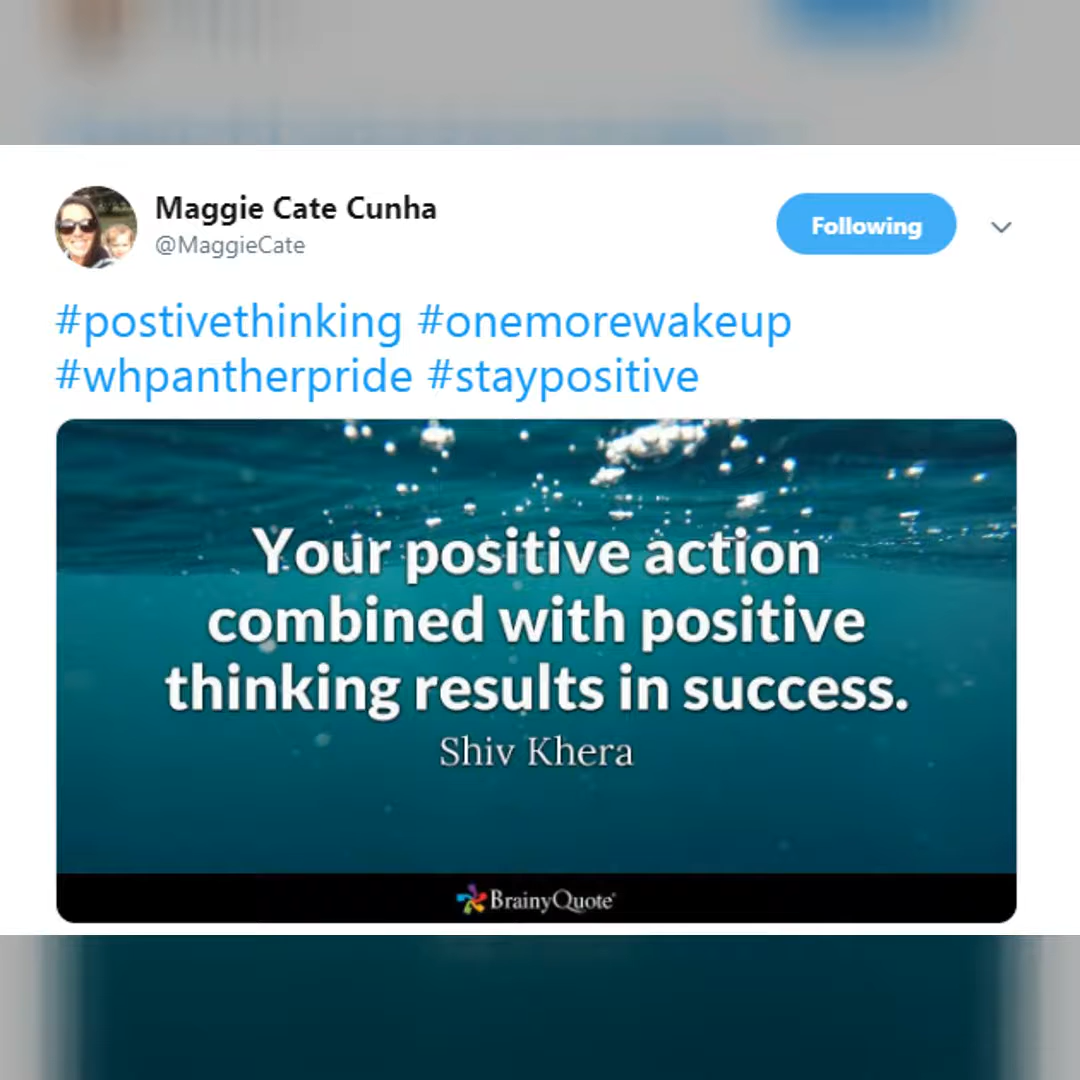 Maggie Cate Cunha
@MaggieCate
Following
#postivethinking #onemorewakeup
#whpantherpride #staypositive
Your positive action
combined with positive
thinking results in success.
Shiv Khera
BrainyQuote®